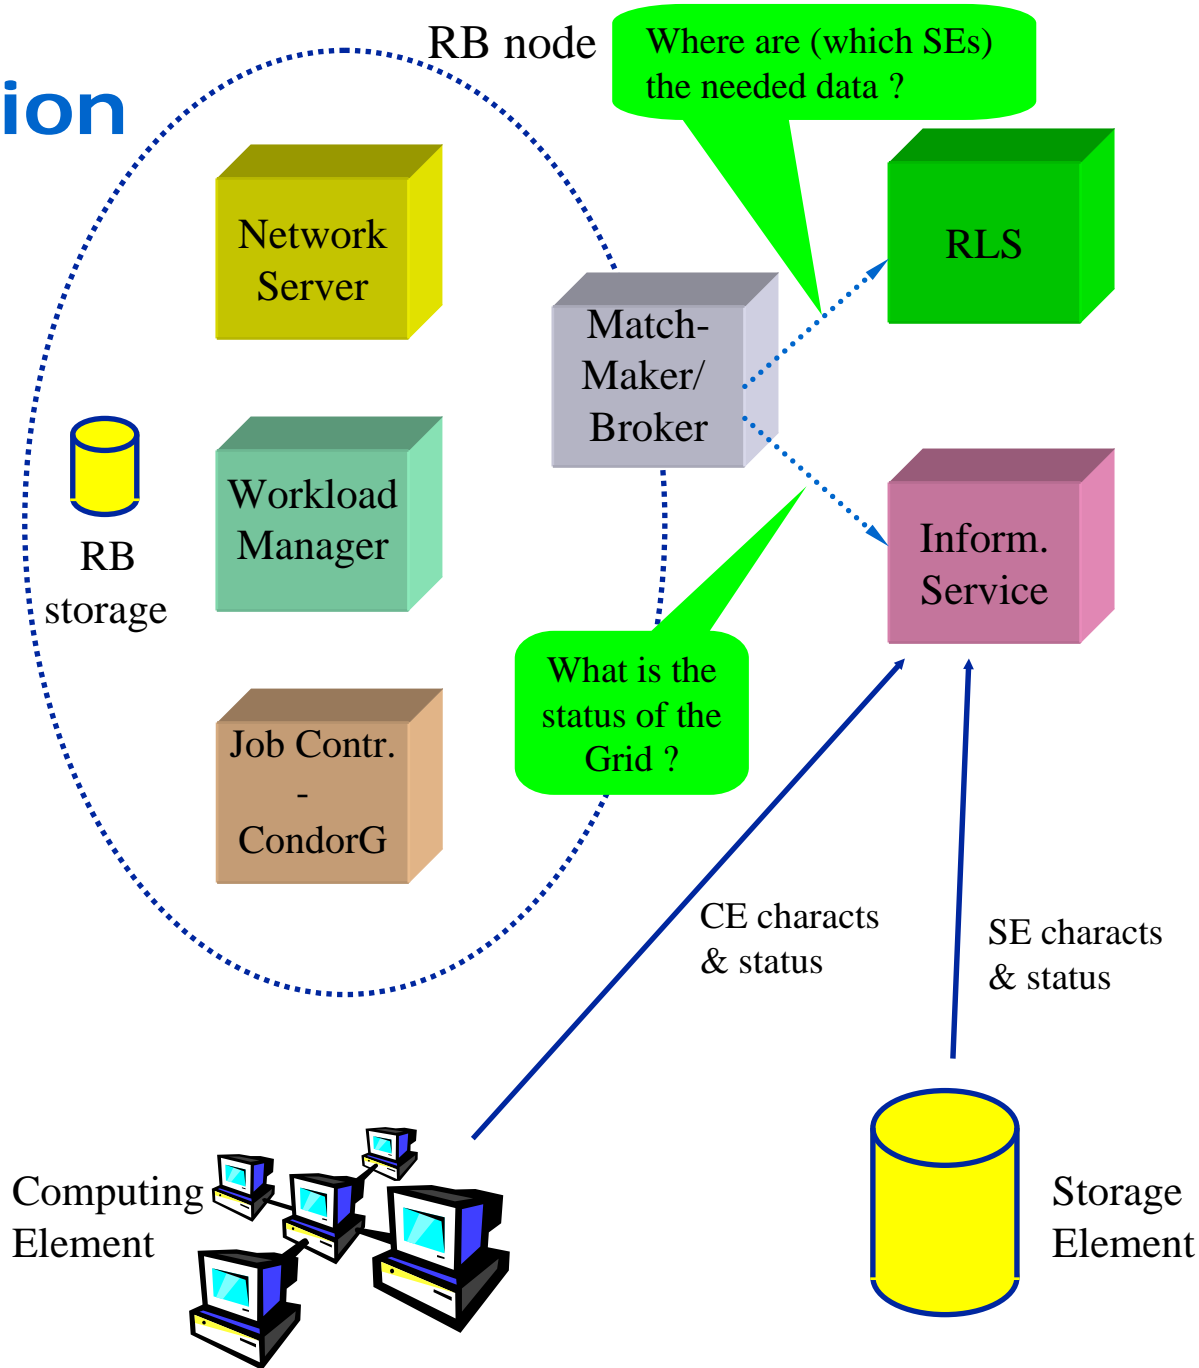 RB node
Where are (which SEs)
the needed data ?
ion
Network
Server
RLS
Match-
Maker/
Broker
Workload
Manager
RB
storage
Inform.
Service
What is the
status of the
Grid ?
Job Contr.
-
CondorG
CE characts
& status
SE characts
& status
Computing
Element
Storage
Element